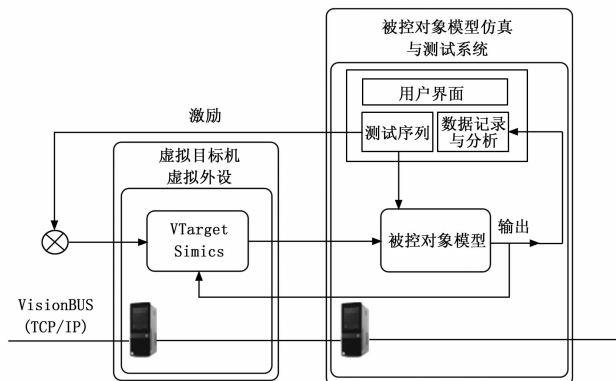 被控对象模型仿真
与测试系统
用户界面
测试序列
数据记录
与分析
激励
虚拟目标机
虚拟外设
VTarget
Simics
被控对象模型
输出
VisionBUS
(TCP/IP)